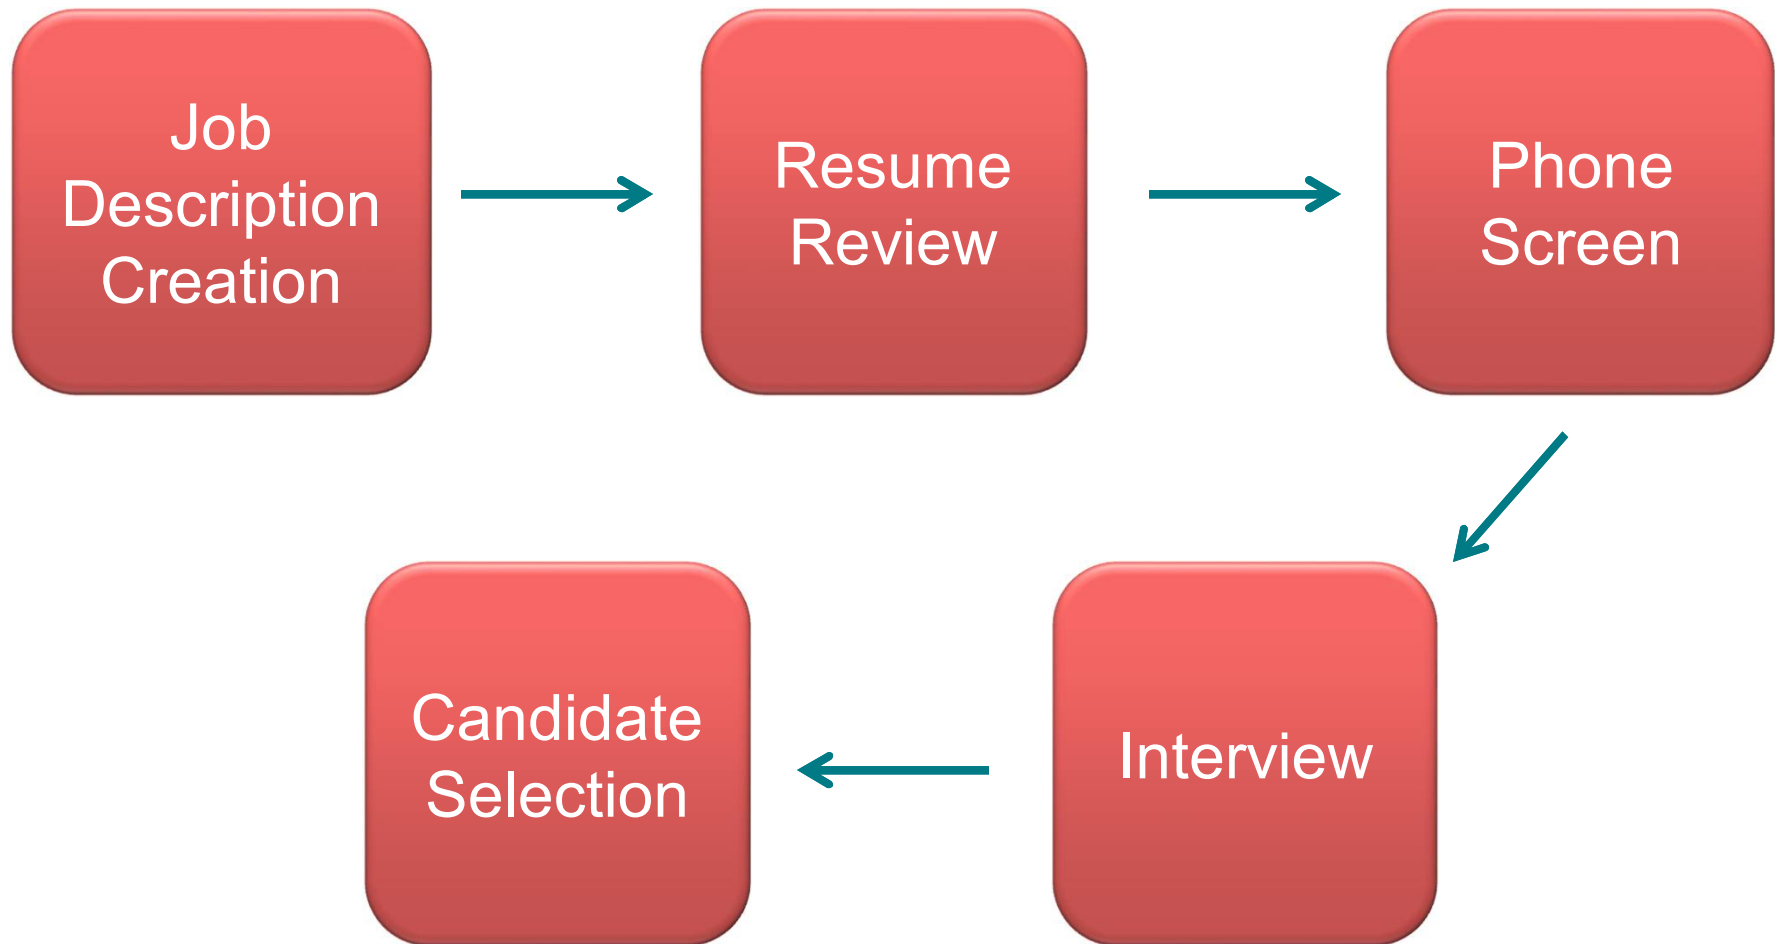 Job
Description
Creation
Resume
Review
Phone
Screen
Interview
Candidate
Selection